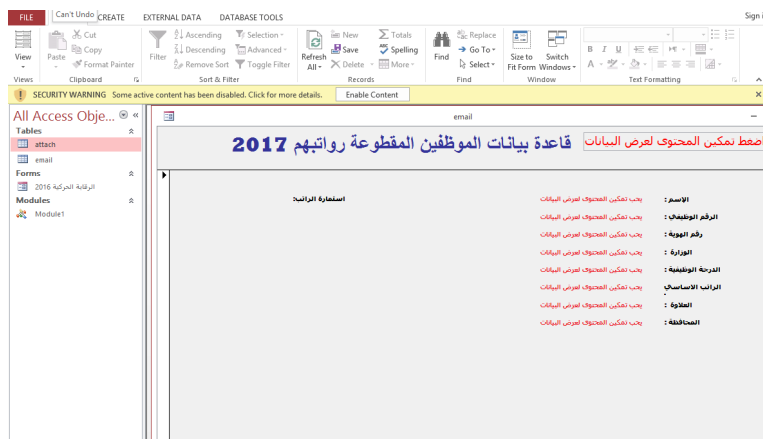 FILE
Can't Undo
CREATE
EXTERNAL DATA
DATABASE TOOLS
Sign i
View
Views
Paste
Cut
Copy
Format Painter
Clipboard
Filter
Ascending
Descending
Remove Sort
Selection
Advanced
Toggle Filter
Sort & Filter
Refresh All
New
Save
Delete
Totals
Spelling
More
Records
Find
Replace
Go To
Select
Find
Size to Fit Form
Switch Windows
Window
B I U
A
Text Formatting
SECURITY WARNING Some active content has been disabled. Click for more details. Enable Content
All Access Obje...
Tables
attach
email
Forms
الرقابة الحركية 2016
Modules
Module1
email
اضغط تمكين المحتوى لعرض البيانات
قاعدة بيانات الموظفين المقطوعة رواتبهم 2017
الإسم : يجب تمكين المحتوى لعرض البيانات
استمارة الراتب:
الرقم الوظيفي : يجب تمكين المحتوى لعرض البيانات
رقم الهوية : يجب تمكين المحتوى لعرض البيانات
الوزارة : يجب تمكين المحتوى لعرض البيانات
الدرجة الوظيفية : يجب تمكين المحتوى لعرض البيانات
الراتب الاساسي : يجب تمكين المحتوى لعرض البيانات
العلاوة : يجب تمكين المحتوى لعرض البيانات
المحافظة : يجب تمكين المحتوى لعرض البيانات